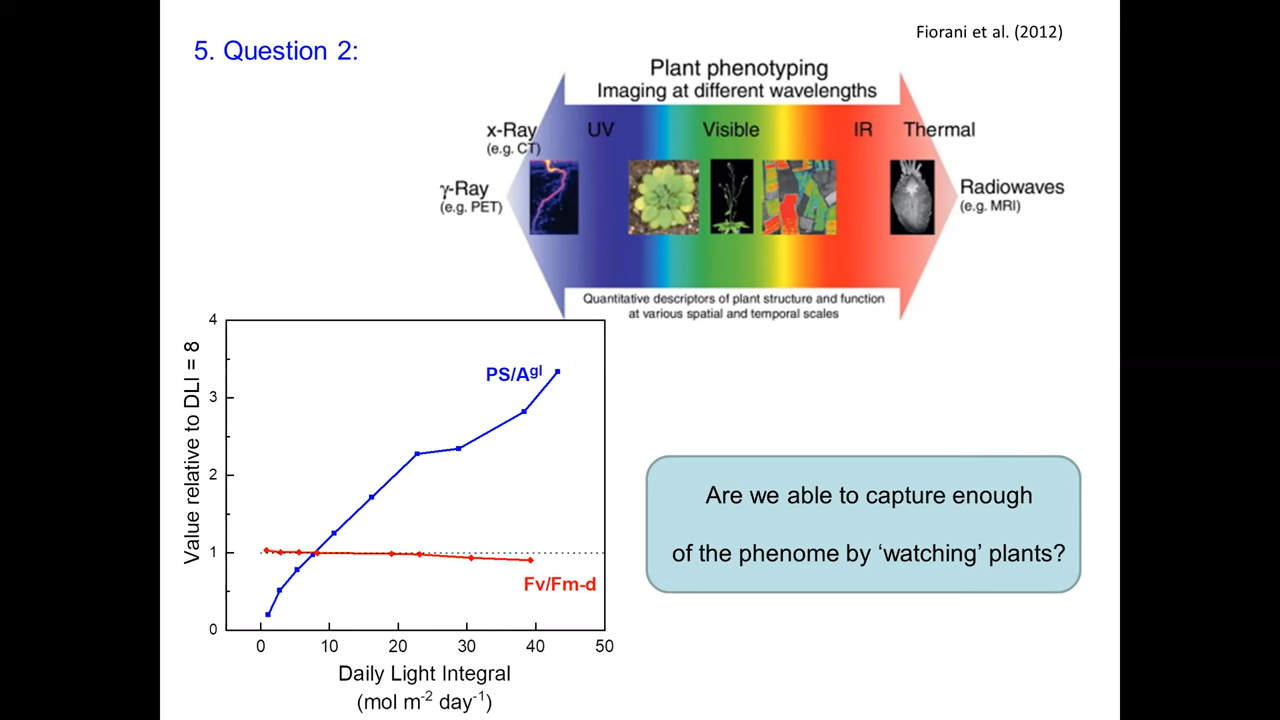 5. Question 2:
Fiorani et al. (2012)
Plant phenotyping
Imaging at different wavelengths
x-Ray
(e.g. CT)
UV
Visible
IR
Thermal
γ-Ray
(e.g. PET)
Radiowaves
(e.g. MRI)
Quantitative descriptors of plant structure and function
at various spatial and temporal scales
Value relative to DLI = 8
4
3
2
1
0
PS/Aᵍˡ
Fv/Fm-d
0 10 20 30 40 50
Daily Light Integral
(mol m⁻² day⁻¹)
Are we able to capture enough
of the phenome by ‘watching’ plants?